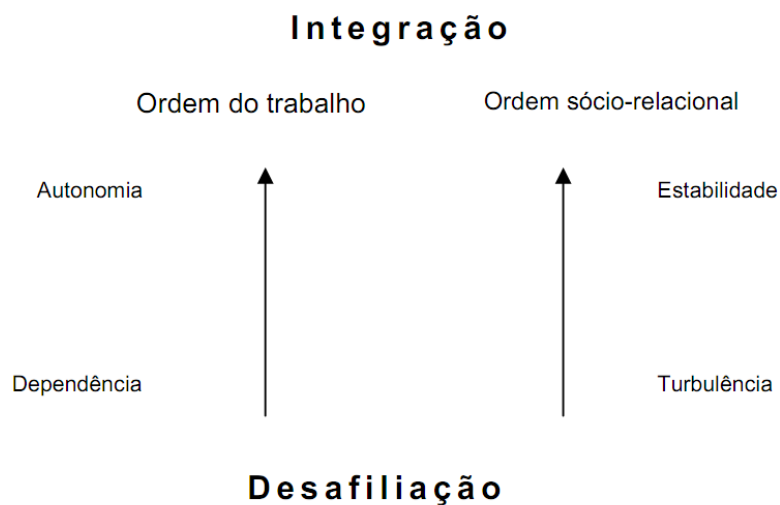 Integração
Ordem do trabalho
Ordem sócio-relacional
Autonomia
Estabilidade
Dependência
Turbulência
Desafiliação